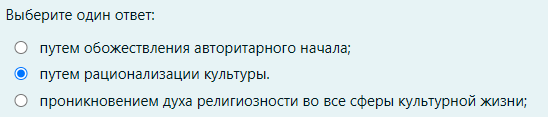 Выберите один ответ:
путем обожествления авторитарного начала;
путем рационализации культуры.
проникновением духа религиозности во все сферы культурной жизни;